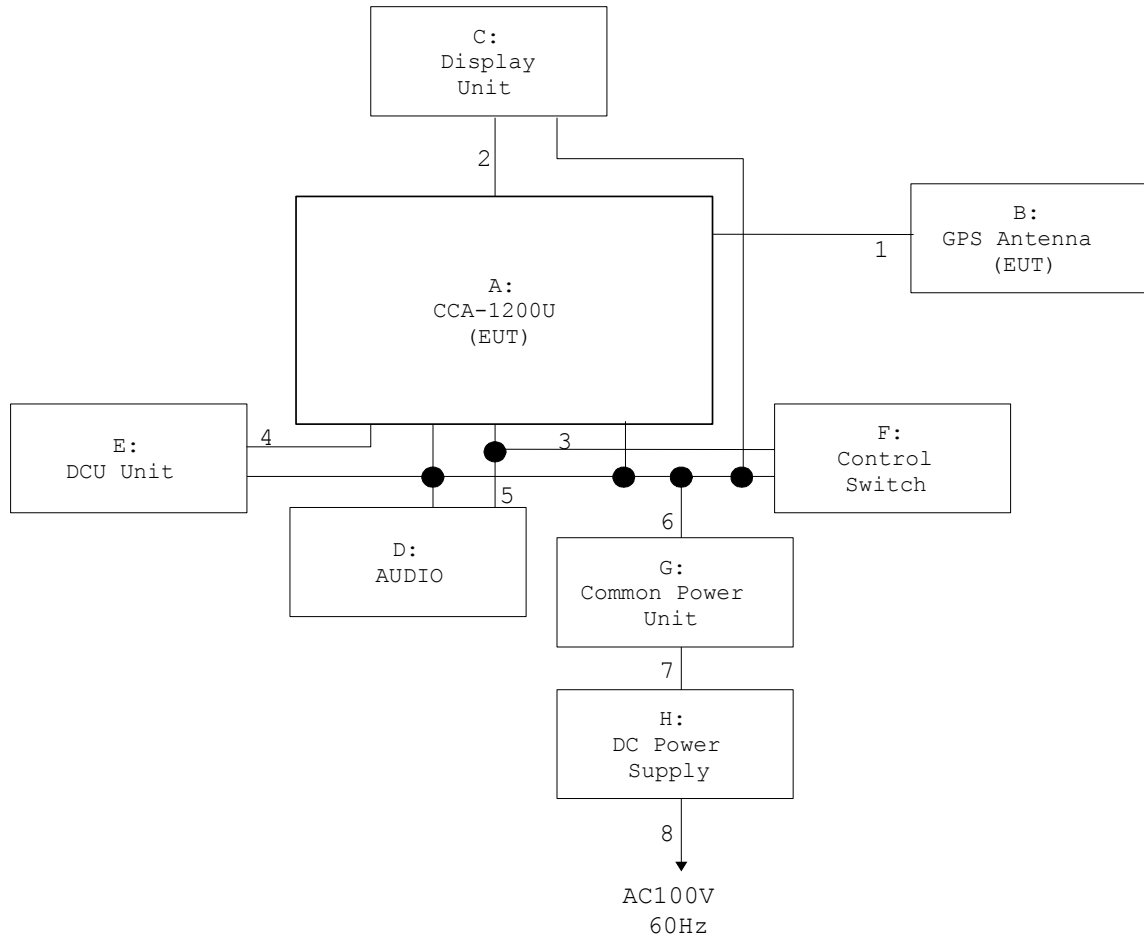 C:
Display
Unit
2
B:
GPS Antenna
(EUT)
1
A:
CCA-1200U
(EUT)
E:
DCU Unit
4
3
F:
Control
Switch
5
D:
AUDIO
6
G:
Common Power
Unit
7
H:
DC Power
Supply
8
AC100V
60Hz